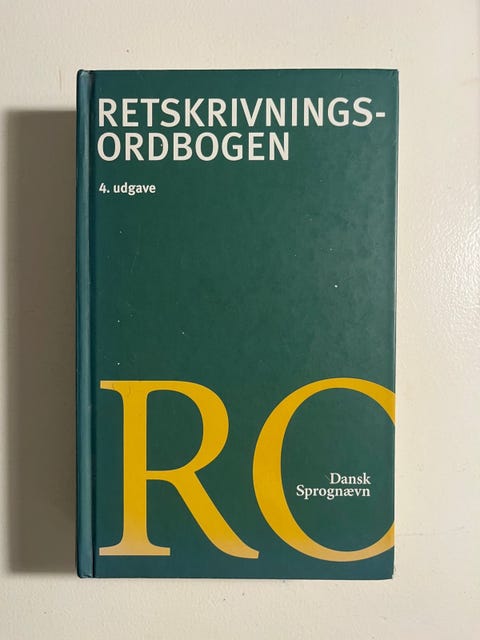 RETSKRIVNINGS-
ORDBOGEN
4. udgave
RO
Dansk
Sprognævn